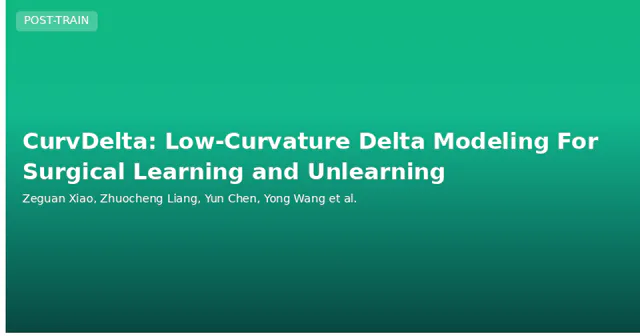 POST-TRAIN
CurvDelta: Low-Curvature Delta Modeling For
Surgical Learning and Unlearning
Zeguan Xiao, Zhuocheng Liang, Yun Chen, Yong Wang et al.